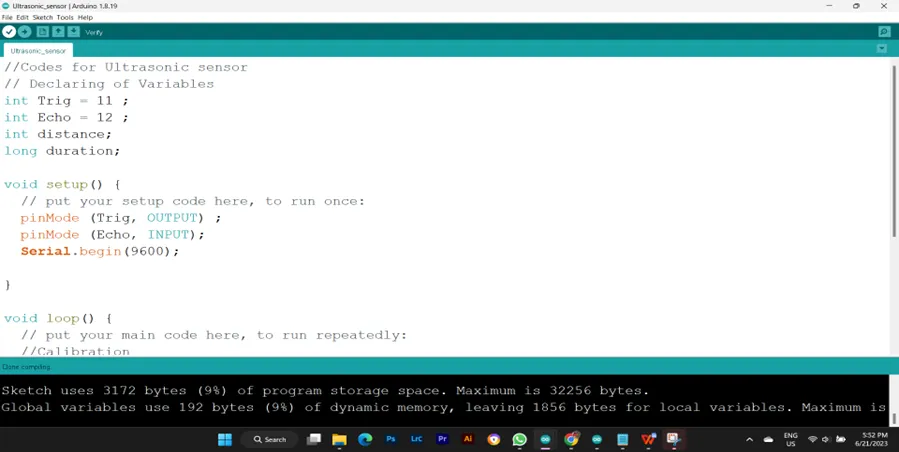 Ultrasonic_sensor | Arduino 1.8.19
File Edit Sketch Tools Help
Verify
Ultrasonic_sensor
//Codes for Ultrasonic sensor
// Declaring of Variables
int Trig = 11 ;
int Echo = 12 ;
int distance;
long duration;
void setup() {
// put your setup code here, to run once:
pinMode (Trig, OUTPUT) ;
pinMode (Echo, INPUT);
Serial.begin(9600);
}
void loop() {
// put your main code here, to run repeatedly:
//Calibration
Done compiling.
Sketch uses 3172 bytes (9%) of program storage space. Maximum is 32256 bytes.
Global variables use 192 bytes (9%) of dynamic memory, leaving 1856 bytes for local variables. Maximum is
Search
Ps
LrC
Pr
Ai
ENG
US
5:52 PM
6/21/2023